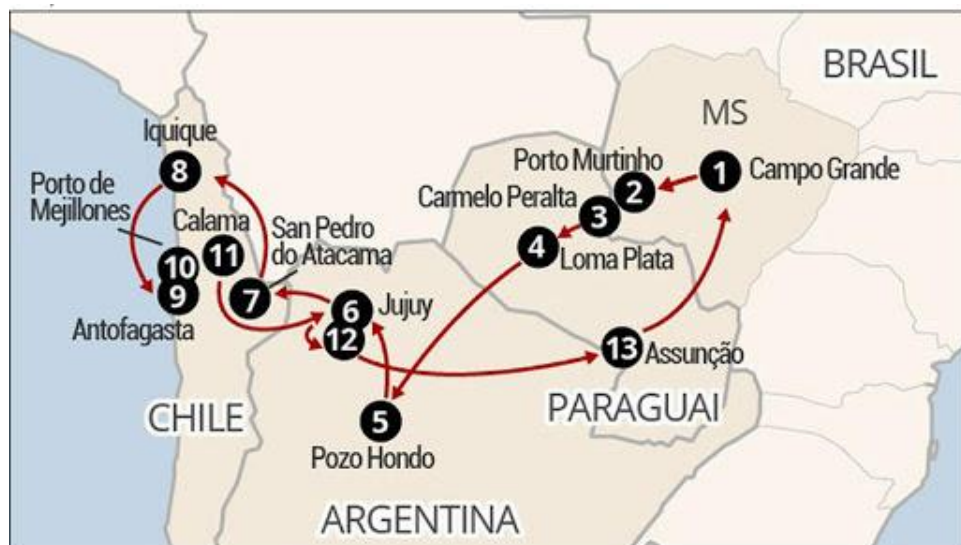 BRASIL
MS
Iquique
8
Porto Murtinho
2
1
Campo Grande
Porto de
Mejillones
Carmelo Peralta
3
Calama
11
San Pedro
do Atacama
4
Loma Plata
10
9
7
6
Jujuy
Antofagasta
12
13
Assunção
CHILE
PARAGUAI
5
Pozo Hondo
ARGENTINA